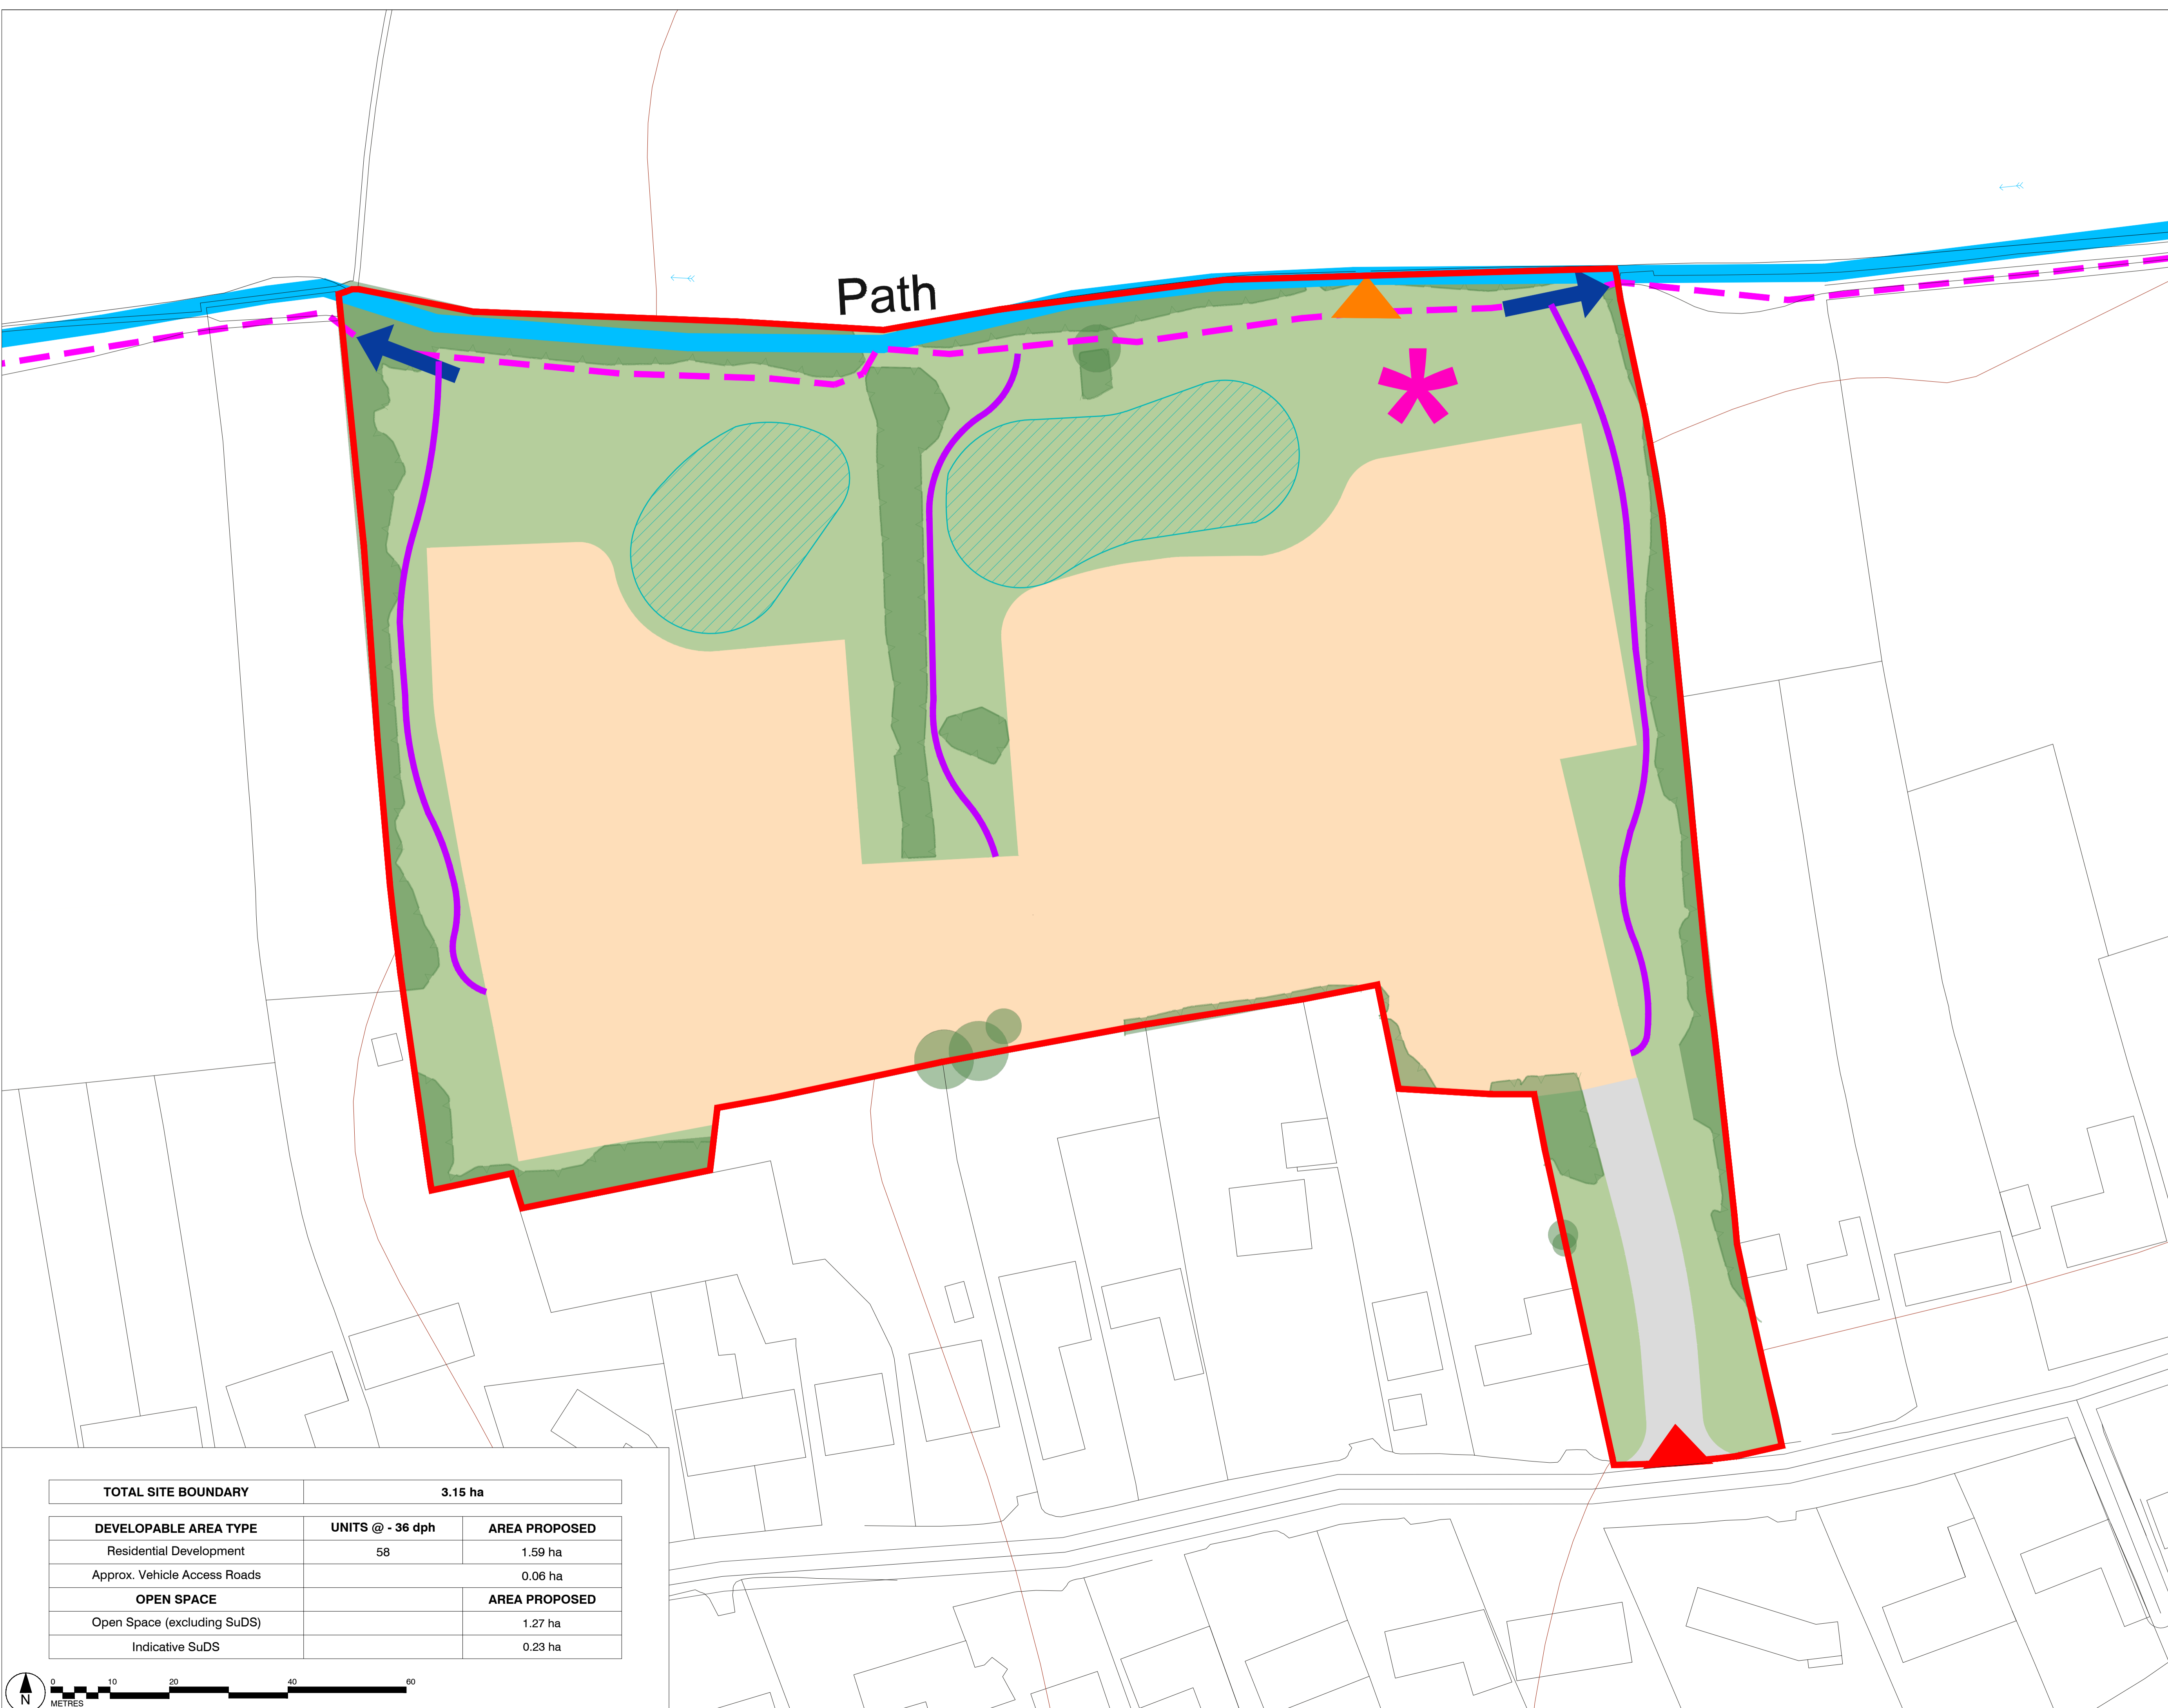 Path
TOTAL SITE BOUNDARY 3.15 ha
DEVELOPABLE AREA TYPE UNITS @ - 36 dph AREA PROPOSED
Residential Development 58 1.59 ha
Approx. Vehicle Access Roads 0.06 ha
OPEN SPACE AREA PROPOSED
Open Space (excluding SuDS) 1.27 ha
Indicative SuDS 0.23 ha
0 10 20 40 60
N METRES